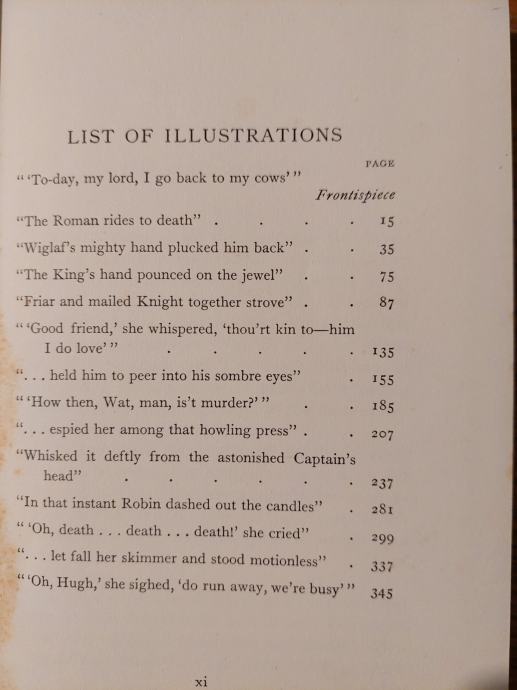 LIST OF ILLUSTRATIONS
PAGE
“ ‘To-day, my lord, I go back to my cows’ ”
Frontispiece
“The Roman rides to death” . . . . 15
“Wiglaf’s mighty hand plucked him back” . . 35
“The King’s hand pounced on the jewel” . . 75
“Friar and mailed Knight together strove” . . 87
“ ‘Good friend,’ she whispered, ‘thou’rt kin to—him
I do love’ ” . . . . . 135
“. . . held him to peer into his sombre eyes” . 155
“ ‘How then, Wat, man, is’t murder?’ ” . . 185
“. . . espied her among that howling press” . . 207
“Whisked it deftly from the astonished Captain’s
head” . . . . . . 237
“In that instant Robin dashed out the candles” . 281
“ ‘Oh, death . . . death . . . death!’ she cried” . 299
“. . . let fall her skimmer and stood motionless” . 337
“ ‘Oh, Hugh,’ she sighed, ‘do run away, we’re busy’ ” 345
xi